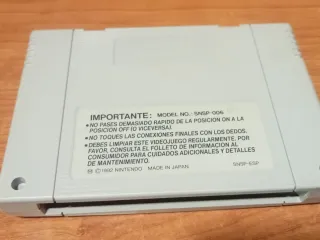 IMPORTANTE: MODEL NO.: SNSP-006
• NO PASES DEMASIADO RAPIDO DE LA POSICION ON A LA
POSICION OFF (O VICEVERSA).
• NO TOQUES LAS CONEXIONES FINALES CON LOS DEDOS.
• DEBES LIMPIAR ESTE VIDEOJUEGO REGULARMENTE, POR
FAVOR, CONSULTA EL FOLLETO DE INFORMACION AL
CONSUMIDOR PARA CUIDADOS ADICIONALES Y DETALLES
DE MANTENIMIENTO.
© 1992 NINTENDO MADE IN JAPAN SNSP-ESP